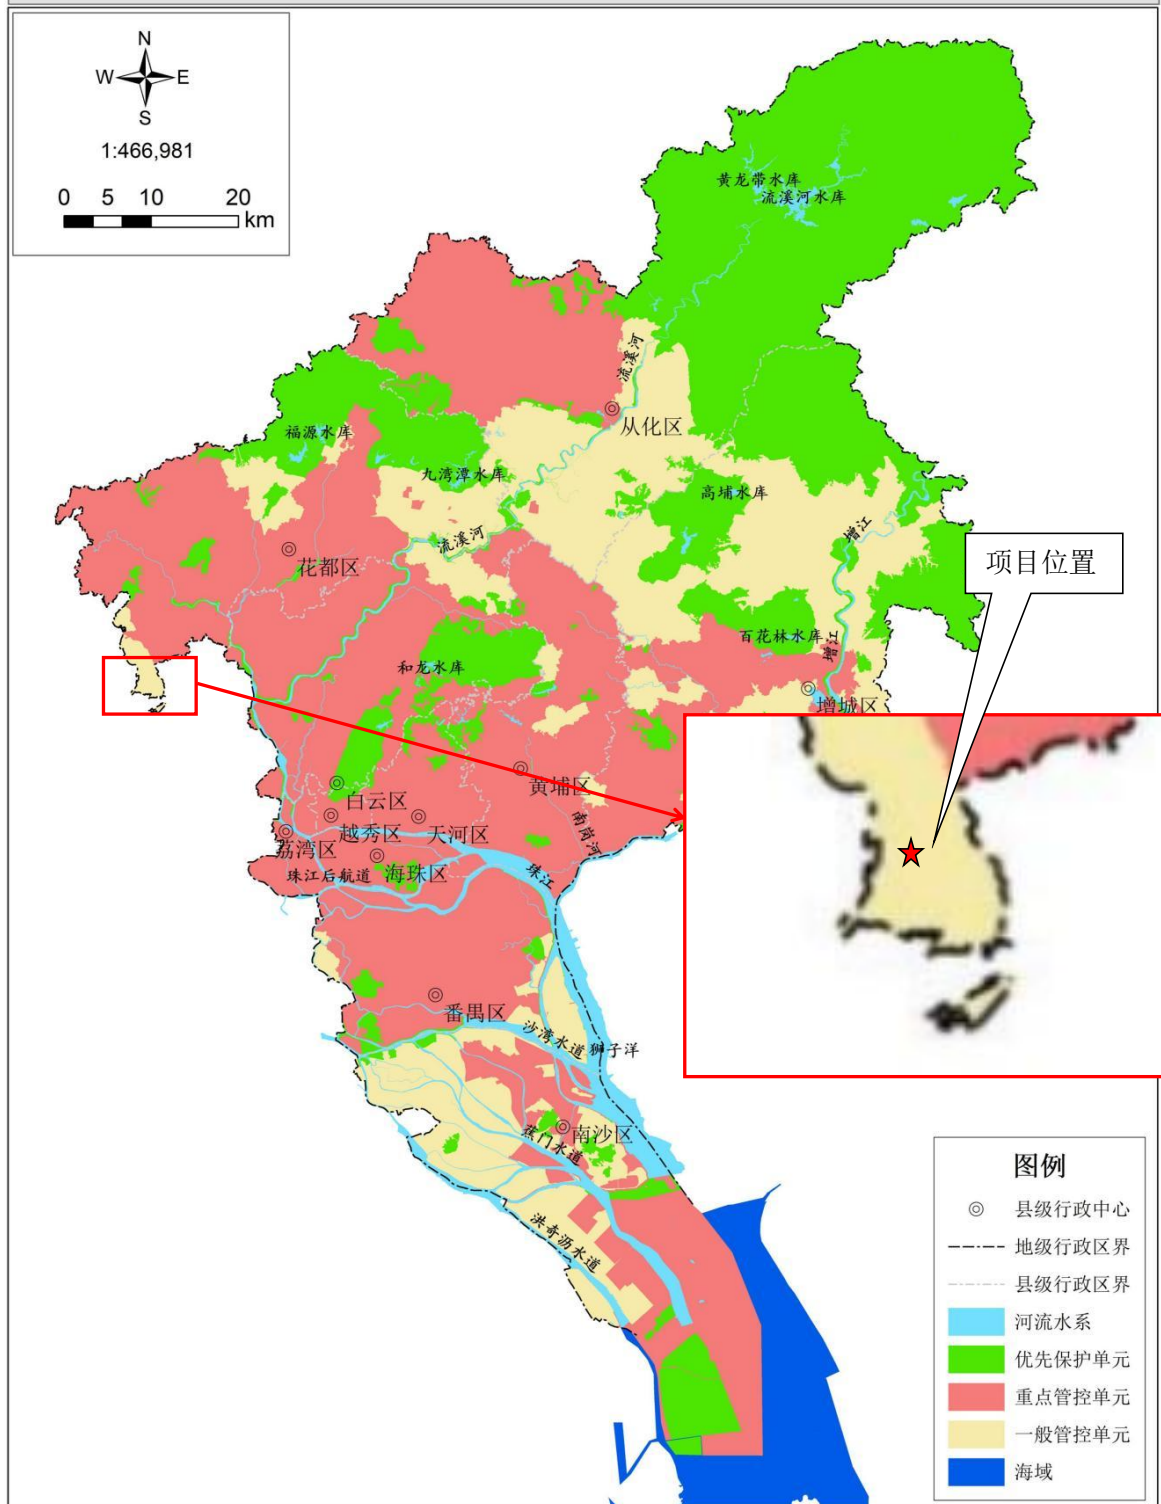 N
W E
S
1:466,981
0 5 10 20
km
黄龙带水库
流溪河水库
流溪河
从化区
福源水库
九湾潭水库
高埔水库
流溪河
增江
项目位置
花都区
百花林水库
增江
和龙水库
增城区
黄埔区
白云区
南岗河
越秀区
天河区
荔湾区
海珠区
珠江后航道
珠江
番禺区
沙湾水道
狮子洋
南沙区
蕉门水道
洪奇沥水道
图例
县级行政中心
地级行政区界
县级行政区界
河流水系
优先保护单元
重点管控单元
一般管控单元
海域